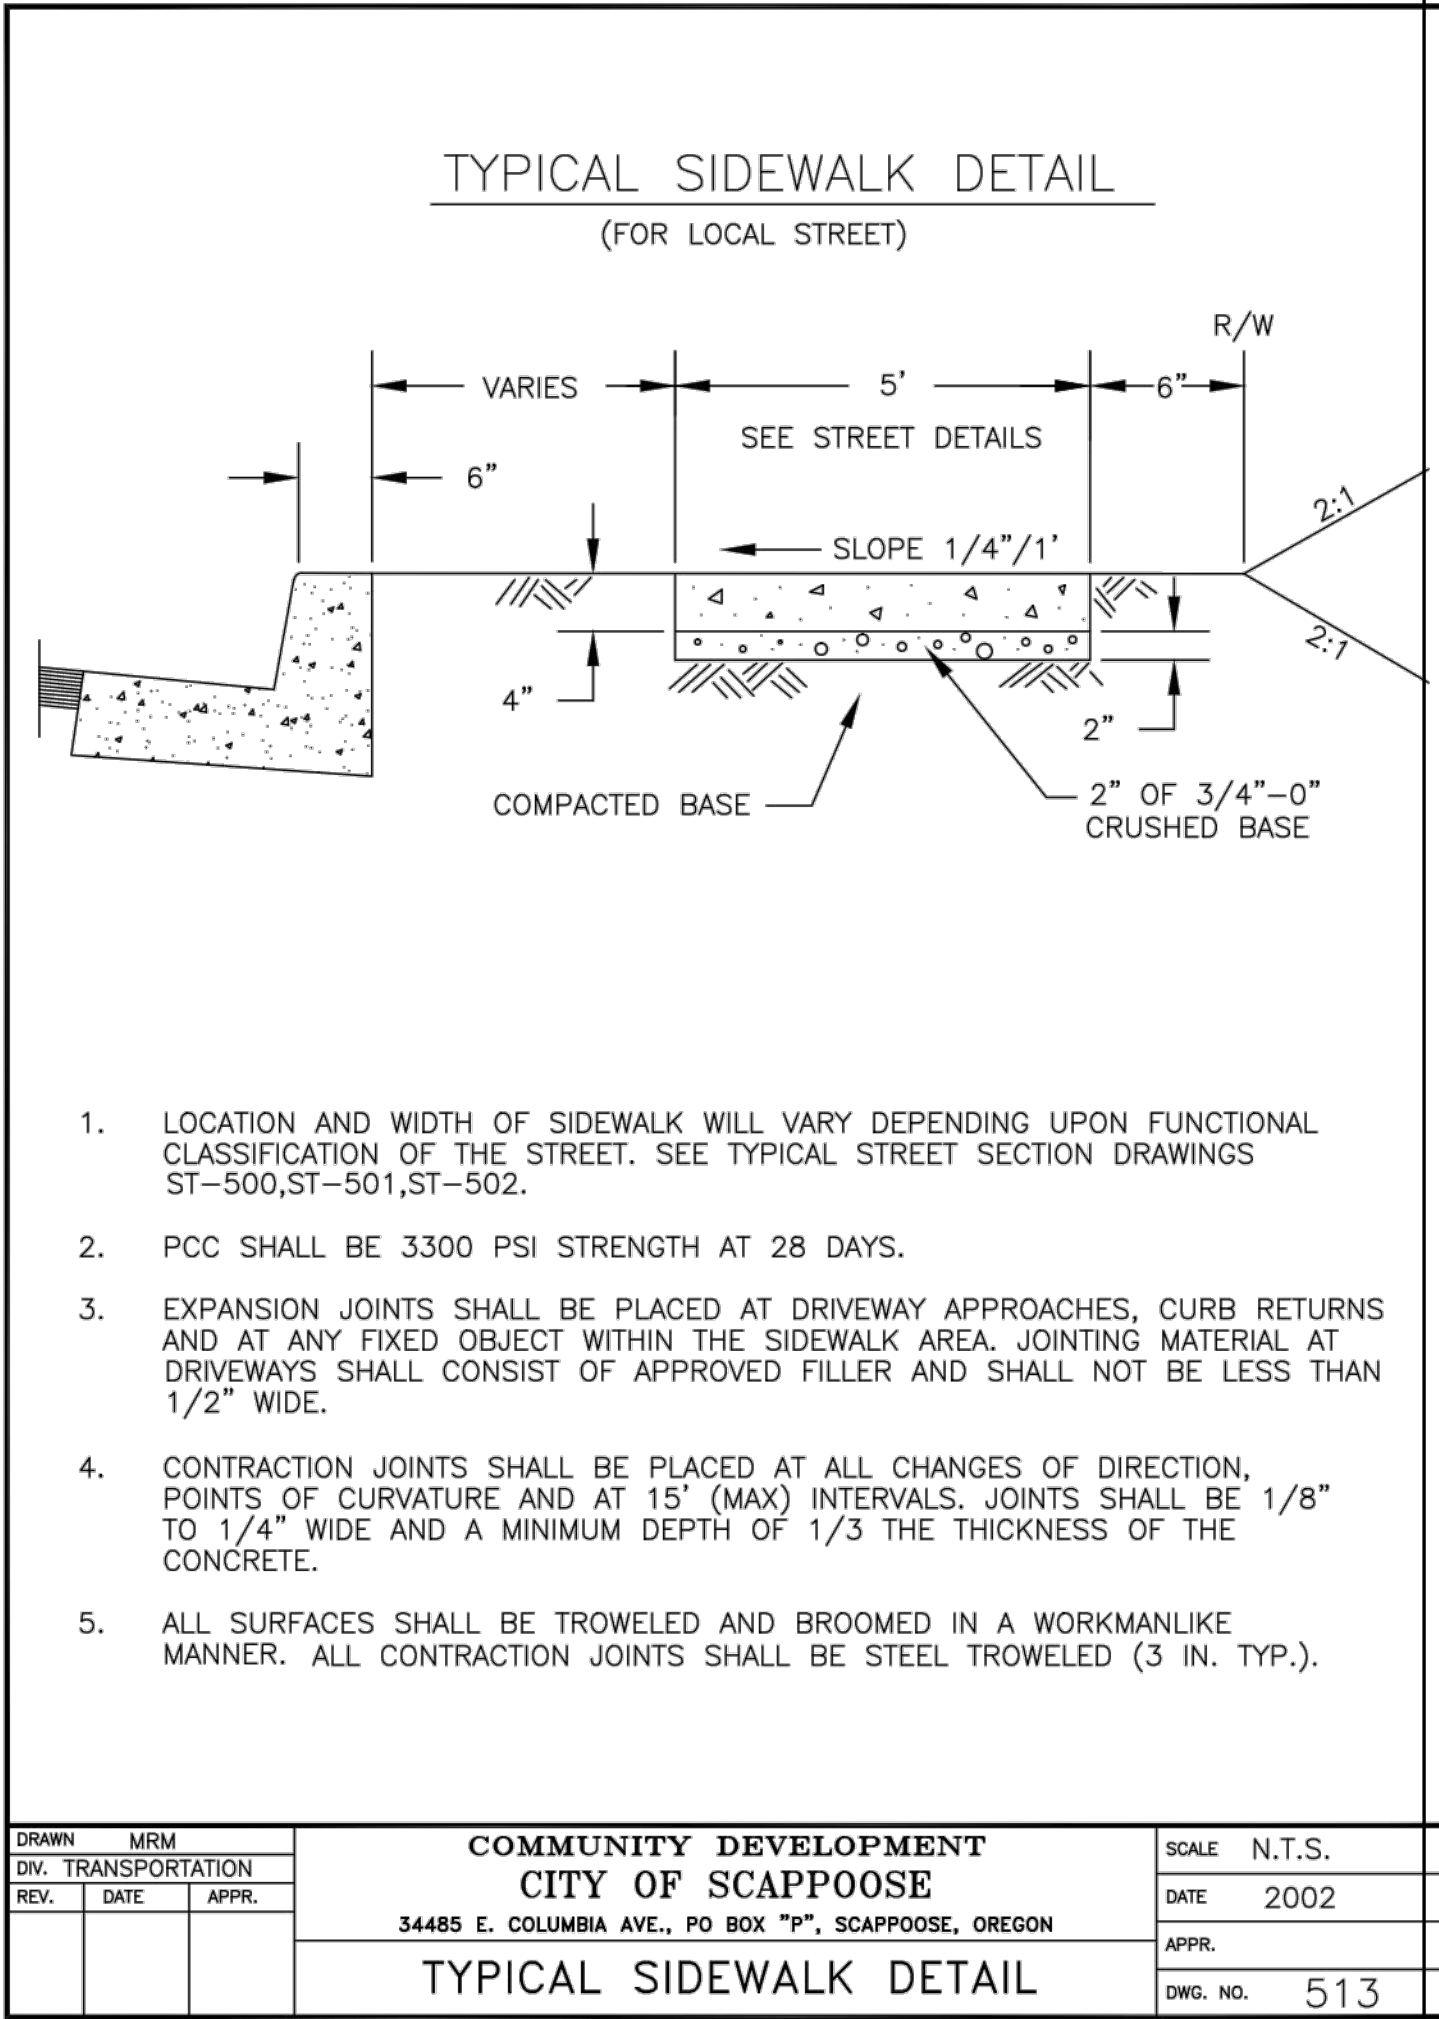 TYPICAL SIDEWALK DETAIL
(FOR LOCAL STREET)
R/W
VARIES
5’
6”
SEE STREET DETAILS
6”
2:1
SLOPE 1/4”/1’
2:1
4”
2”
COMPACTED BASE
2” OF 3/4”–0”
CRUSHED BASE
1. LOCATION AND WIDTH OF SIDEWALK WILL VARY DEPENDING UPON FUNCTIONAL
CLASSIFICATION OF THE STREET. SEE TYPICAL STREET SECTION DRAWINGS
ST–500,ST–501,ST–502.
2. PCC SHALL BE 3300 PSI STRENGTH AT 28 DAYS.
3. EXPANSION JOINTS SHALL BE PLACED AT DRIVEWAY APPROACHES, CURB RETURNS
AND AT ANY FIXED OBJECT WITHIN THE SIDEWALK AREA. JOINTING MATERIAL AT
DRIVEWAYS SHALL CONSIST OF APPROVED FILLER AND SHALL NOT BE LESS THAN
1/2” WIDE.
4. CONTRACTION JOINTS SHALL BE PLACED AT ALL CHANGES OF DIRECTION,
POINTS OF CURVATURE AND AT 15’ (MAX) INTERVALS. JOINTS SHALL BE 1/8”
TO 1/4” WIDE AND A MINIMUM DEPTH OF 1/3 THE THICKNESS OF THE
CONCRETE.
5. ALL SURFACES SHALL BE TROWELED AND BROOMED IN A WORKMANLIKE
MANNER. ALL CONTRACTION JOINTS SHALL BE STEEL TROWELED (3 IN. TYP.).
DRAWN MRM
DIV. TRANSPORTATION
REV. DATE APPR.
COMMUNITY DEVELOPMENT
CITY OF SCAPPOOSE
34485 E. COLUMBIA AVE., PO BOX "P", SCAPPOOSE, OREGON
TYPICAL SIDEWALK DETAIL
SCALE N.T.S.
DATE 2002
APPR.
DWG. NO. 513